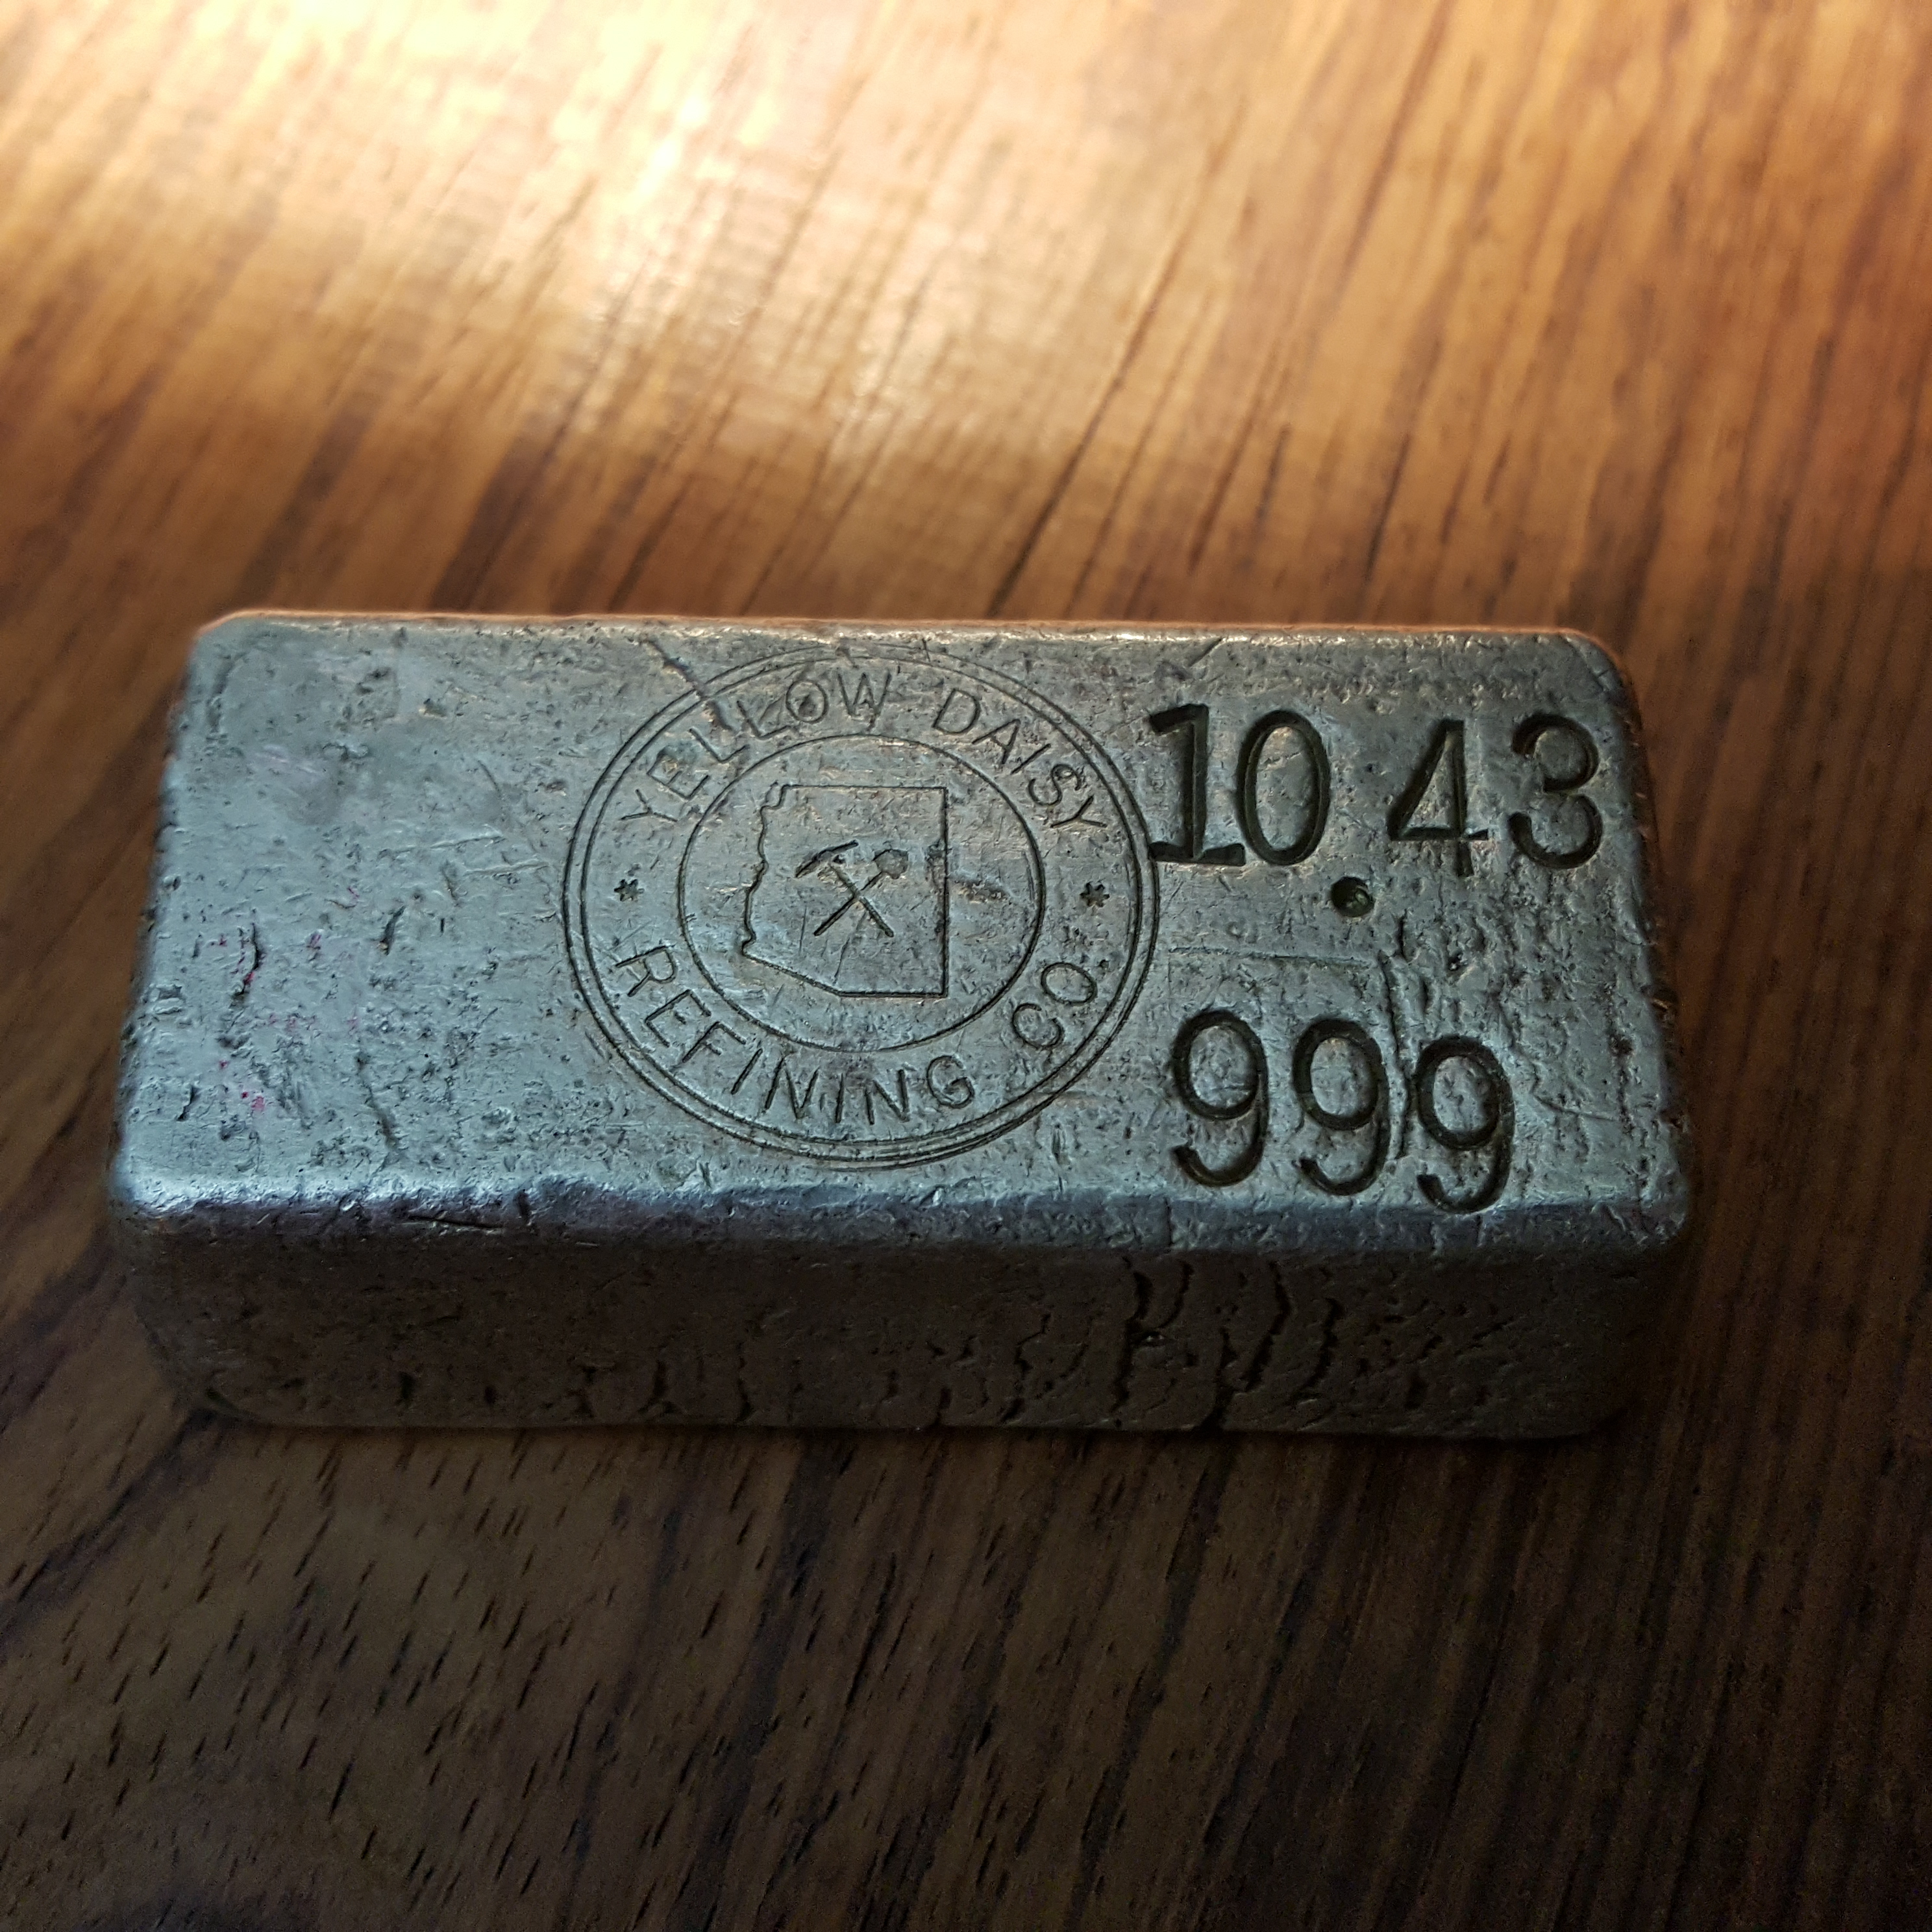 YELLOW DAISY
REFINING CO.
10.43
999